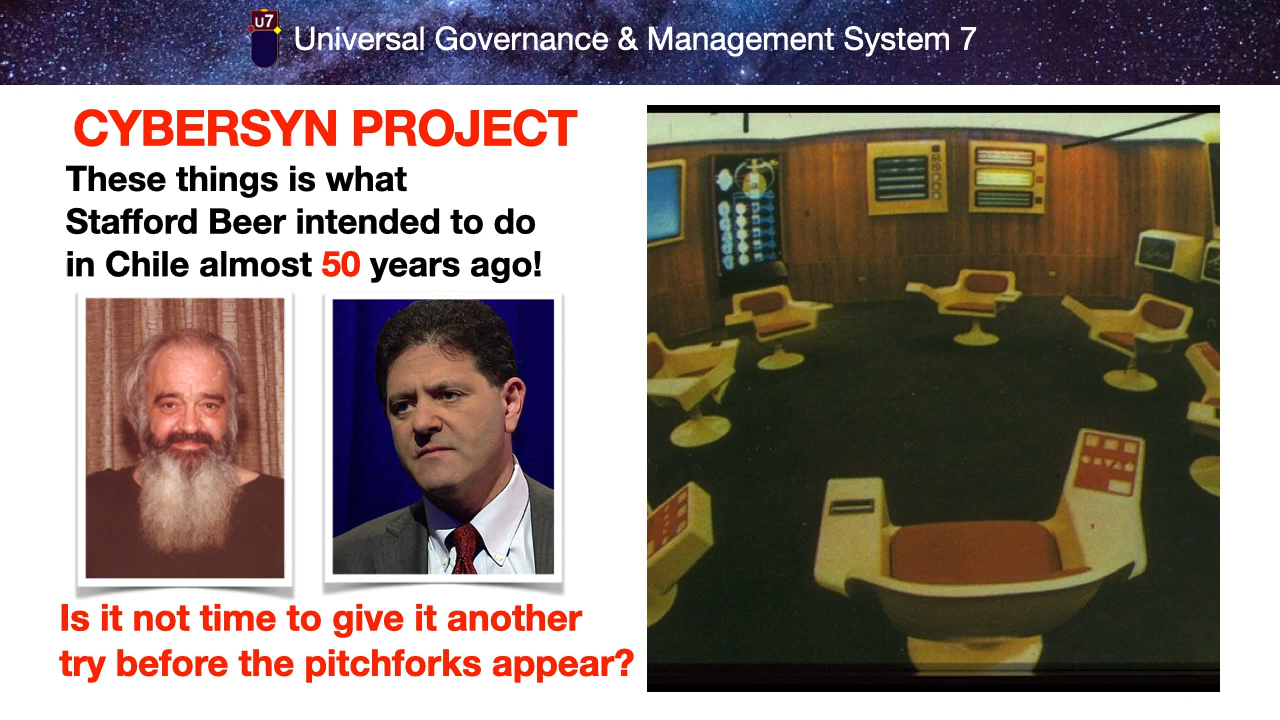 U7
Universal Governance & Management System 7
CYBERSYN PROJECT
These things is what
Stafford Beer intended to do
in Chile almost 50 years ago!
Is it not time to give it another
try before the pitchforks appear?